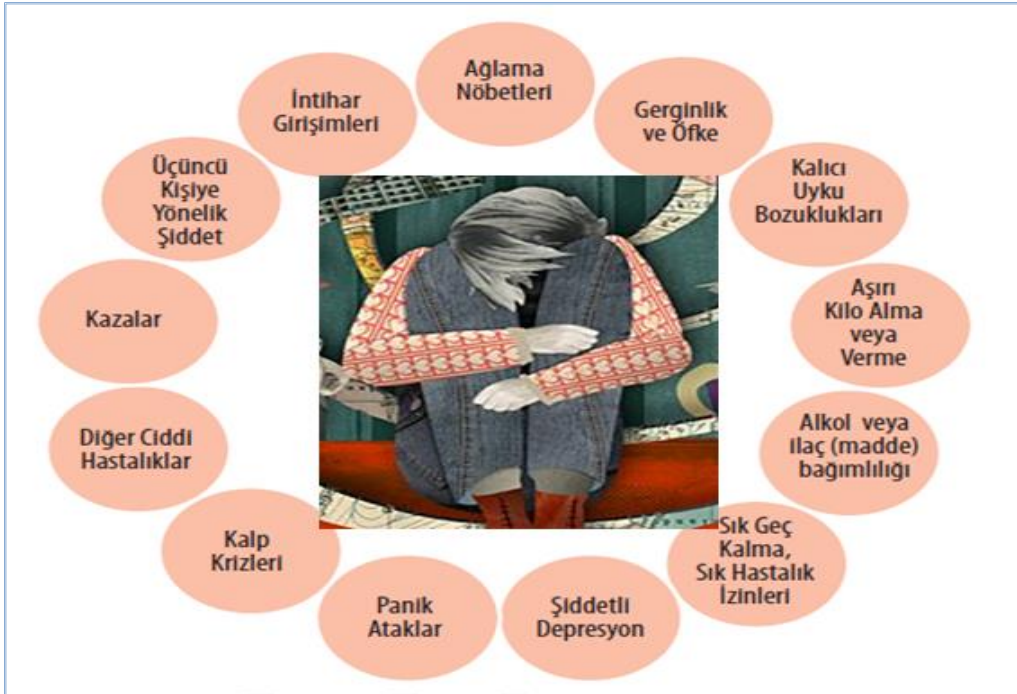 Ağlama
Nöbetleri
Gerginlik
ve Öfke
Kalıcı
Uyku
Bozuklukları
Aşırı
Kilo Alma
veya
Verme
Alkol veya
ilaç (madde)
bağımlılığı
Sık Geç
Kalma,
Sık Hastalık
İzinleri
Şiddetli
Depresyon
Panik
Ataklar
Kalp
Krizleri
Diğer Ciddi
Hastalıklar
Kazalar
Üçüncü
Kişiye
Yönelik
Şiddet
İntihar
Girişimleri